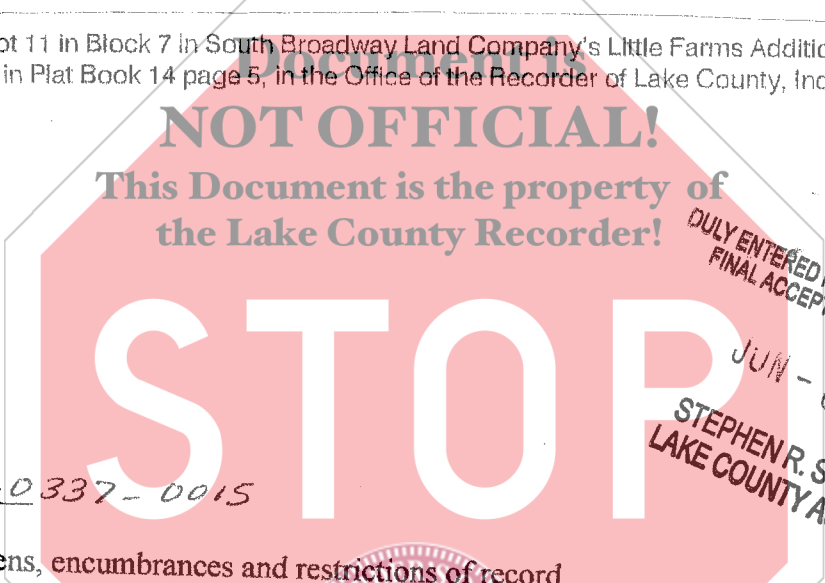 ot 11 in Block 7 in South Broadway Land Company's Little Farms Additio
in Plat Book 14 page 5, in the Office of the Recorder of Lake County, Ind
Document is
NOT OFFICIAL!
This Document is the property of
the Lake County Recorder!
DULY ENTERED
FINAL ACCEP
JUN -
STOP
STEPHEN R. S
LAKE COUNTY A
0337-0015
ens, encumbrances and restrictions of record